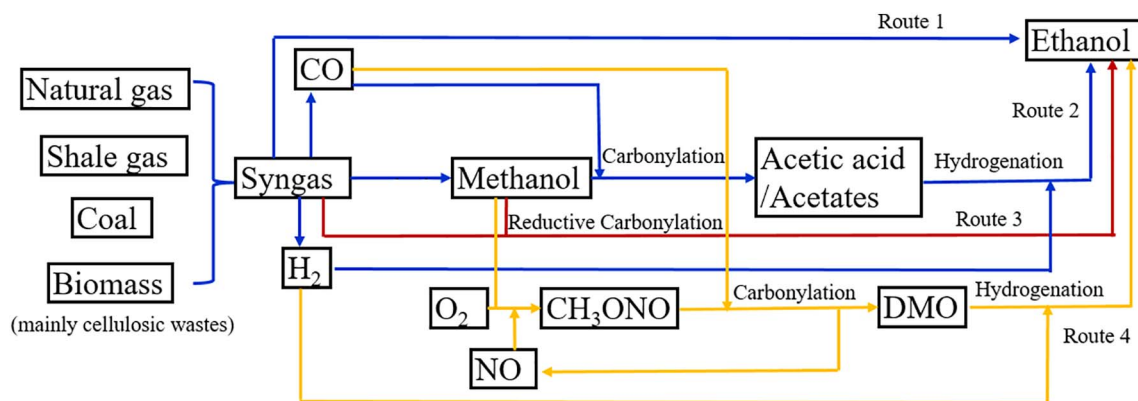 Route 1
Ethanol
CO
Natural gas
Route 2
Shale gas
Carbonylation
Acetic acid
/Acetates
Hydrogenation
Syngas
Methanol
Coal
Reductive Carbonylation
Route 3
H₂
Biomass
(mainly cellulosic wastes)
O₂
CH₃ONO
Carbonylation
DMO
Hydrogenation
Route 4
NO